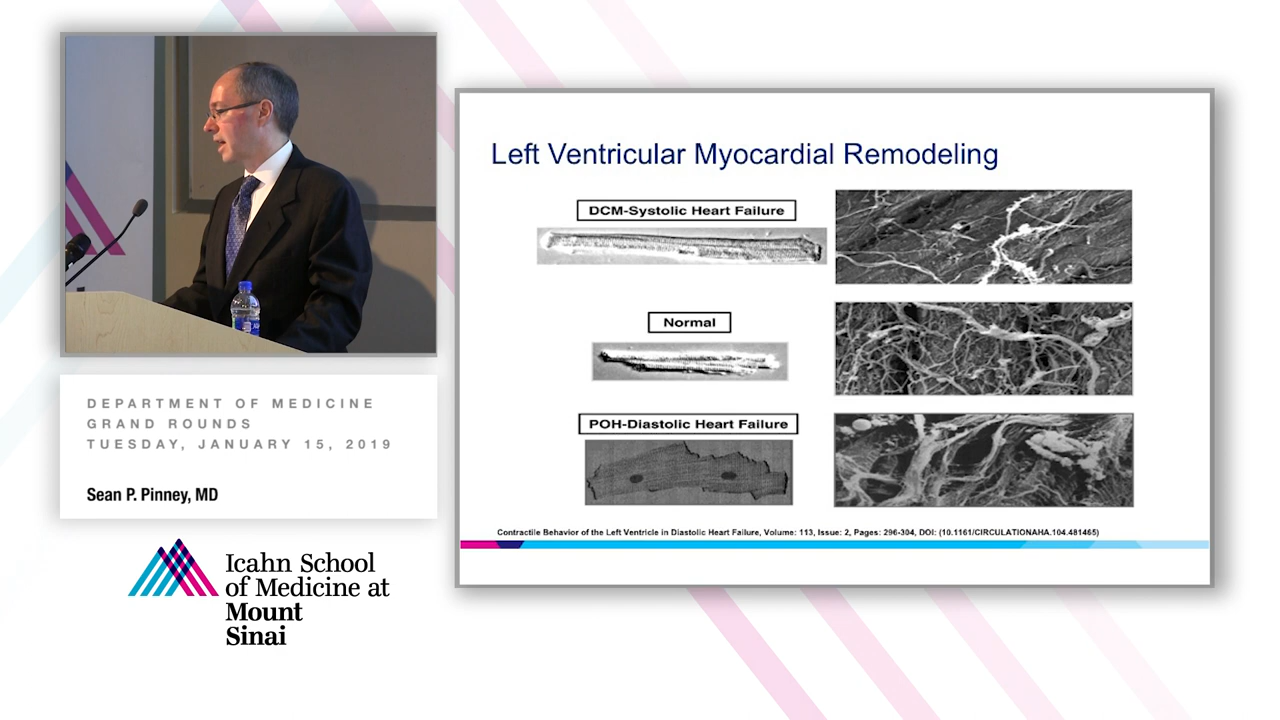 Left Ventricular Myocardial Remodeling
DCM-Systolic Heart Failure
Normal
POH-Diastolic Heart Failure
Contractile Behavior of the Left Ventricle in Diastolic Heart Failure, Volume: 113, Issue: 2, Pages: 296-304, DOI: (10.1161/CIRCULATIONAHA.104.481465)
DEPARTMENT OF MEDICINE
GRAND ROUNDS
TUESDAY, JANUARY 15, 2019
Sean P. Pinney, MD
Icahn School
of Medicine at
Mount
Sinai